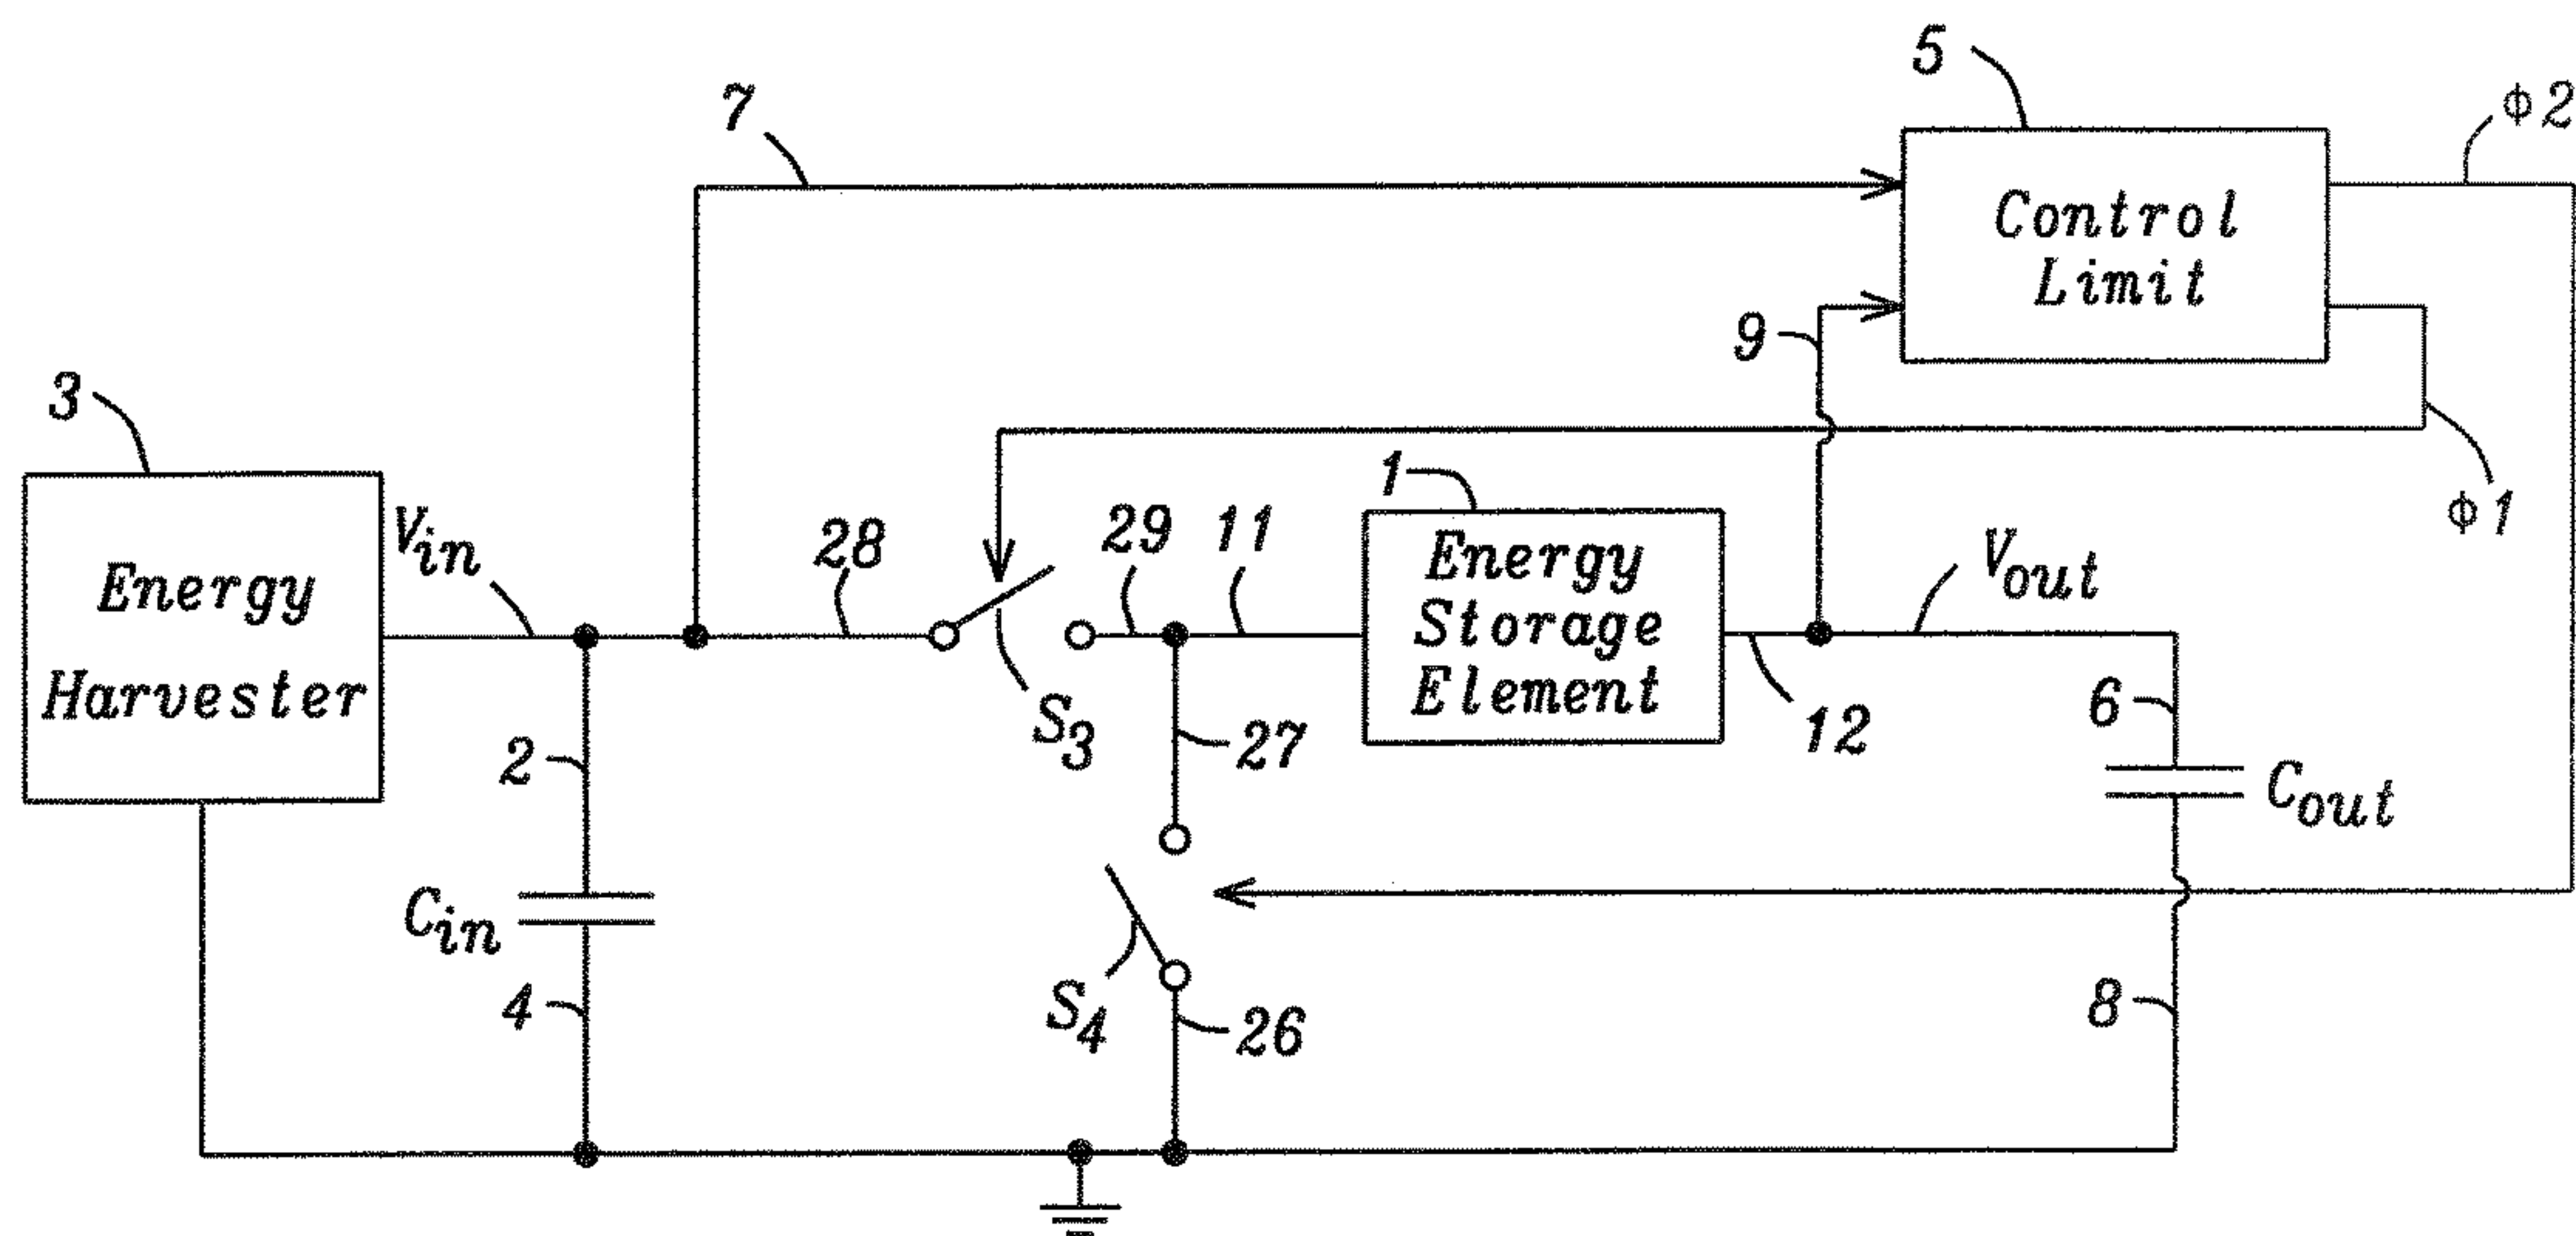 5
ϕ2
7
Control
Limit
9
3
1
ϕ1
Vin
28
29
11
Energy
Storage
Element
Vout
Energy
Harvester
S3
12
6
2
27
Cout
Cin
4
S4
26
8